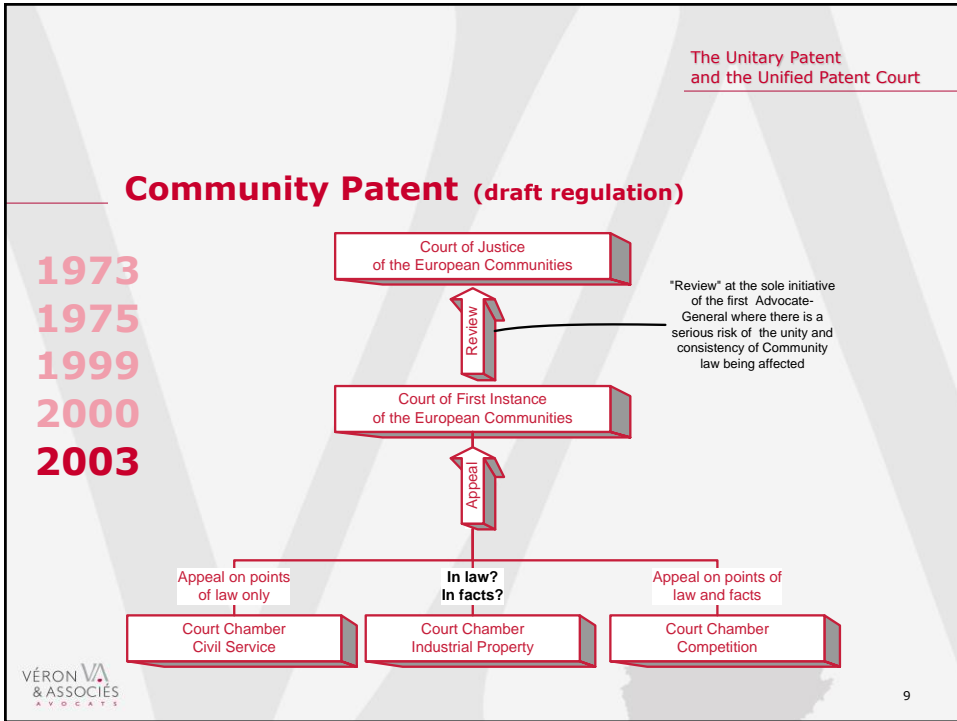 The Unitary Patent
and the Unified Patent Court
Community Patent (draft regulation)
1973
1975
1999
2000
2003
Court of Justice
of the European Communities
Review
"Review" at the sole initiative
of the first Advocate-
General where there is a
serious risk of the unity and
consistency of Community
law being affected
Court of First Instance
of the European Communities
Appeal
Appeal on points
of law only
In law?
In facts?
Appeal on points of
law and facts
Court Chamber
Civil Service
Court Chamber
Industrial Property
Court Chamber
Competition
VÉRON VA
& ASSOCIÉS
AVOCATS
9